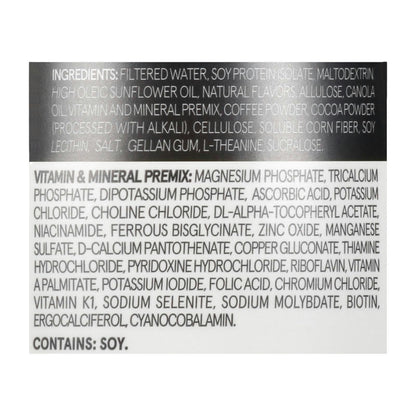 INGREDIENTS: FILTERED WATER, SOY PROTEIN ISOLATE, MALTODEXTRIN
HIGH OLEIC SUNFLOWER OIL, NATURAL FLAVORS, ALLULOSE, CANOLA
OIL, VITAMIN AND MINERAL PREMIX, COFFEE POWDER, COCOA POWDER
(PROCESSED WITH ALKALI), CELLULOSE, SOLUBLE CORN FIBER, SOY
LECITHIN, SALT, GELLAN GUM, L-THEANINE, SUCRALOSE.
VITAMIN & MINERAL PREMIX: MAGNESIUM PHOSPHATE, TRICALCIUM
PHOSPHATE, DIPOTASSIUM PHOSPHATE, ASCORBIC ACID, POTASSIUM
CHLORIDE, CHOLINE CHLORIDE, DL-ALPHA-TOCOPHERYL ACETATE,
NIACINAMIDE, FERROUS BISGLYCINATE, ZINC OXIDE, MANGANESE
SULFATE, D-CALCIUM PANTOTHENATE, COPPER GLUCONATE, THIAMINE
HYDROCHLORIDE, PYRIDOXINE HYDROCHLORIDE, RIBOFLAVIN, VITAMIN
A PALMITATE, POTASSIUM IODIDE, FOLIC ACID, CHROMIUM CHLORIDE,
VITAMIN K1, SODIUM SELENITE, SODIUM MOLYBDATE, BIOTIN,
ERGOCALCIFEROL, CYANOCOBALAMIN.
CONTAINS: SOY.